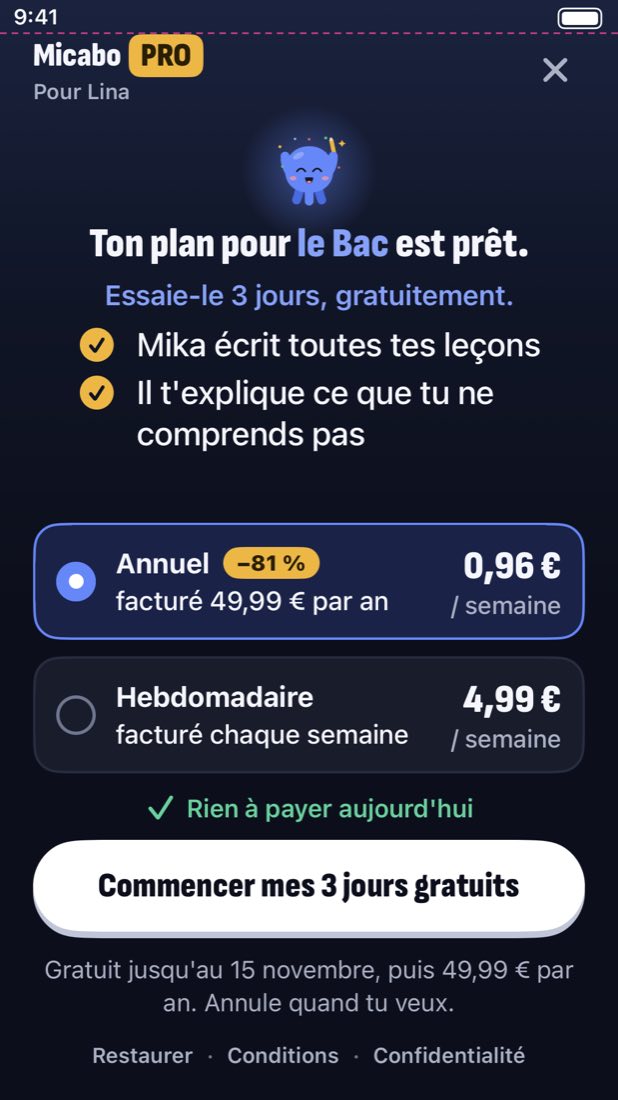 9:41
Micabo PRO
Pour Lina
Ton plan pour le Bac est prêt.
Essaie-le 3 jours, gratuitement.
Mika écrit toutes tes leçons
Il t'explique ce que tu ne
comprends pas
Annuel −81 %
facturé 49,99 € par an
0,96 €
/ semaine
Hebdomadaire
facturé chaque semaine
4,99 €
/ semaine
Rien à payer aujourd'hui
Commencer mes 3 jours gratuits
Gratuit jusqu'au 15 novembre, puis 49,99 € par
an. Annule quand tu veux.
Restaurer · Conditions · Confidentialité